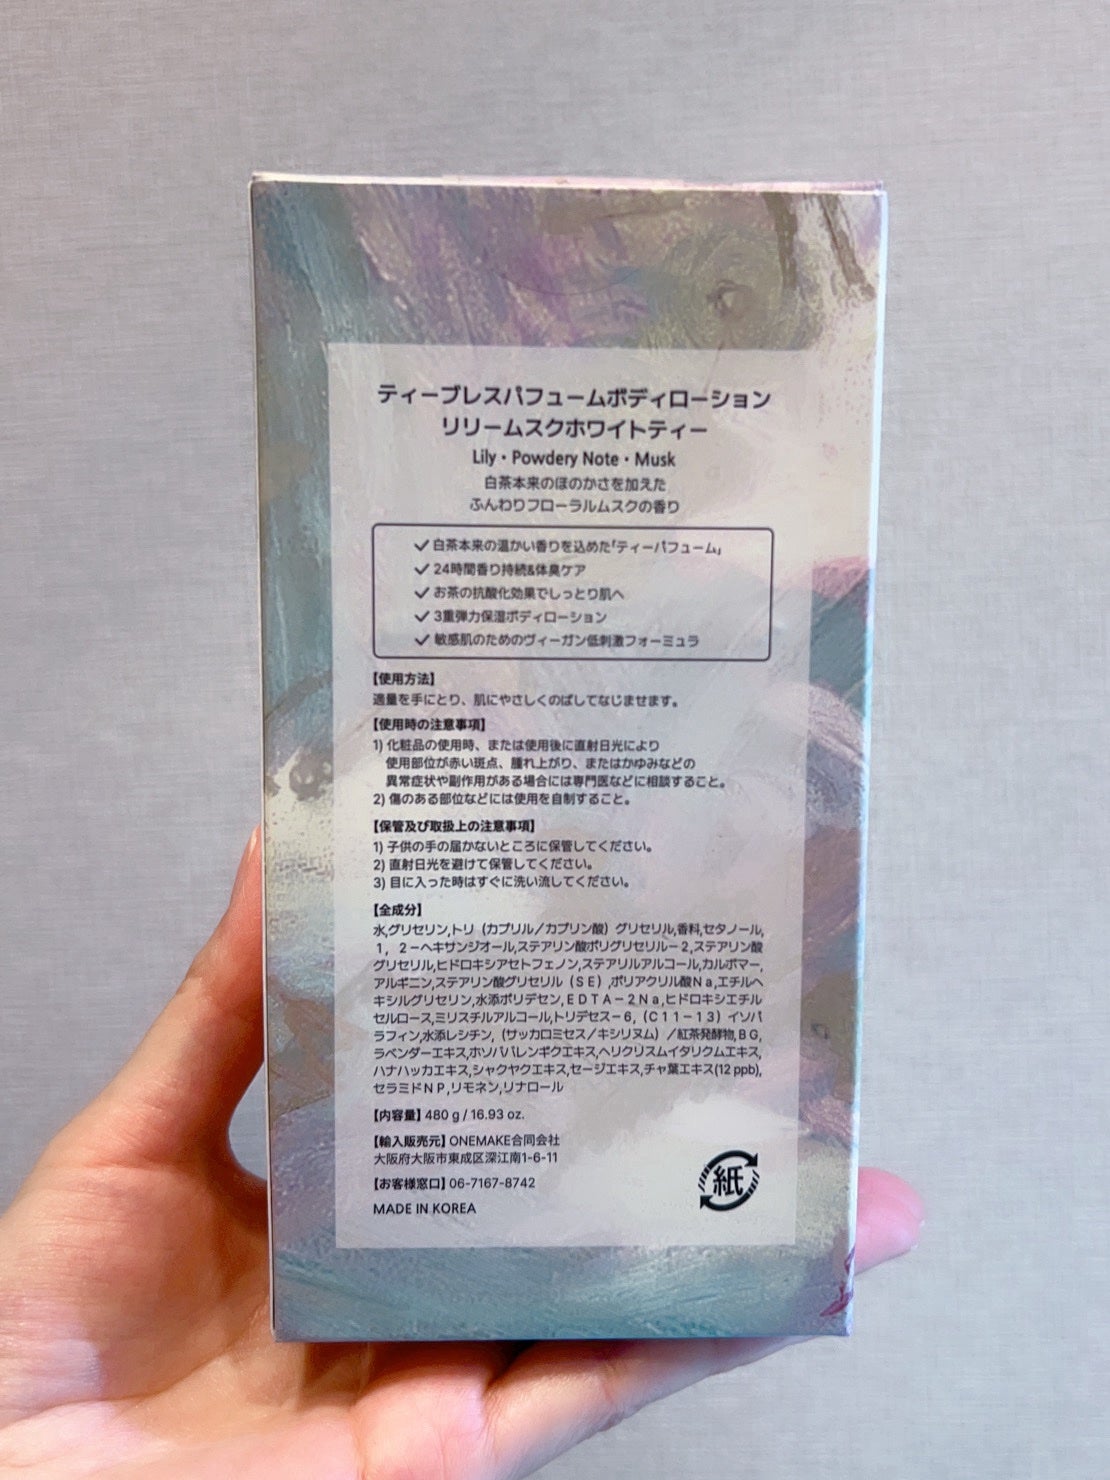 ティーブレスパフュームボディローション
リリームスクホワイトティー
Lily・Powdery Note・Musk
白茶本来のほのかさを加えた
ふんわりフローラルムスクの香り
✓ 白茶本来の温かい香りを込めた「ティーパフューム」
✓ 24時間香り持続&体臭ケア
✓ お茶の抗酸化効果でしっとり肌へ
✓ 3重弾力保湿ボディローション
✓ 敏感肌のためのヴィーガン低刺激フォーミュラ
【使用方法】
適量を手にとり、肌にやさしくのばしてなじませます。
【使用時の注意事項】
1) 化粧品の使用時、または使用後に直射日光により
使用部位が赤い斑点、腫れ上がり、またはかゆみなどの
異常症状や副作用がある場合には専門医などに相談すること。
2) 傷のある部位などには使用を自制すること。
【保管及び取扱上の注意事項】
1) 子供の手の届かないところに保管してください。
2) 直射日光を避けて保管してください。
3) 目に入った時はすぐに洗い流してください。
【全成分】
水,グリセリン,トリ（カプリル／カプリン酸）グリセリル,香料,セタノール,
１，２－ヘキサンジオール,ステアリン酸ポリグリセリル－２,ステアリン酸
グリセリル,ヒドロキシアセトフェノン,ステアリルアルコール,カルボマー,
アルギニン,ステアリン酸グリセリル（ＳＥ）,ポリアクリル酸Ｎａ,エチルヘ
キシルグリセリン,水添ポリデセン,ＥＤＴＡ－２Ｎａ,ヒドロキシエチル
セルロース,ミリスチルアルコール,トリデセス－６,（Ｃ１１－１３）イソパ
ラフィン,水添レシチン,（サッカロミセス／キシリヌム）／紅茶発酵物,ＢＧ,
ラベンダーエキス,ホソババレンギクエキス,ヘリクリスムイタリクムエキス,
ハナハッカエキス,シャクヤクエキス,セージエキス,チャ葉エキス(12 ppb),
セラミドＮＰ,リモネン,リナロール
【内容量】480 g / 16.93 oz.
【輸入販売元】ONEMAKE合同会社
大阪府大阪市東成区深江南1-6-11
【お客様窓口】06-7167-8742
MADE IN KOREA
紙